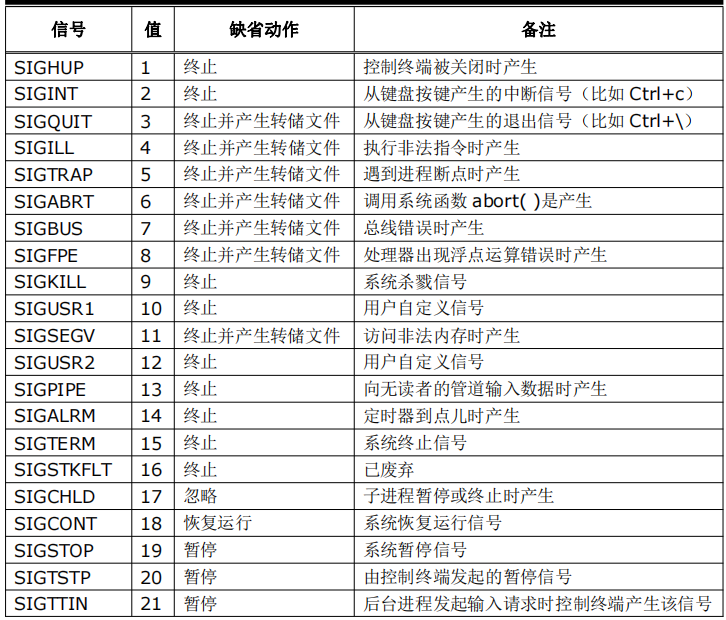 信号 值 缺省动作 备注
SIGHUP 1 终止 控制终端被关闭时产生
SIGINT 2 终止 从键盘按键产生的中断信号（比如 Ctrl+c）
SIGQUIT 3 终止并产生转储文件 从键盘按键产生的退出信号（比如 Ctrl+\）
SIGILL 4 终止并产生转储文件 执行非法指令时产生
SIGTRAP 5 终止并产生转储文件 遇到进程断点时产生
SIGABRT 6 终止并产生转储文件 调用系统函数 abort( )是产生
SIGBUS 7 终止并产生转储文件 总线错误时产生
SIGFPE 8 终止并产生转储文件 处理器出现浮点运算错误时产生
SIGKILL 9 终止 系统杀戮信号
SIGUSR1 10 终止 用户自定义信号
SIGSEGV 11 终止并产生转储文件 访问非法内存时产生
SIGUSR2 12 终止 用户自定义信号
SIGPIPE 13 终止 向无读者的管道输入数据时产生
SIGALRM 14 终止 定时器到点儿时产生
SIGTERM 15 终止 系统终止信号
SIGSTKFLT 16 终止 已废弃
SIGCHLD 17 忽略 子进程暂停或终止时产生
SIGCONT 18 恢复运行 系统恢复运行信号
SIGSTOP 19 暂停 系统暂停信号
SIGTSTP 20 暂停 由控制终端发起的暂停信号
SIGTTIN 21 暂停 后台进程发起输入请求时控制终端产生该信号